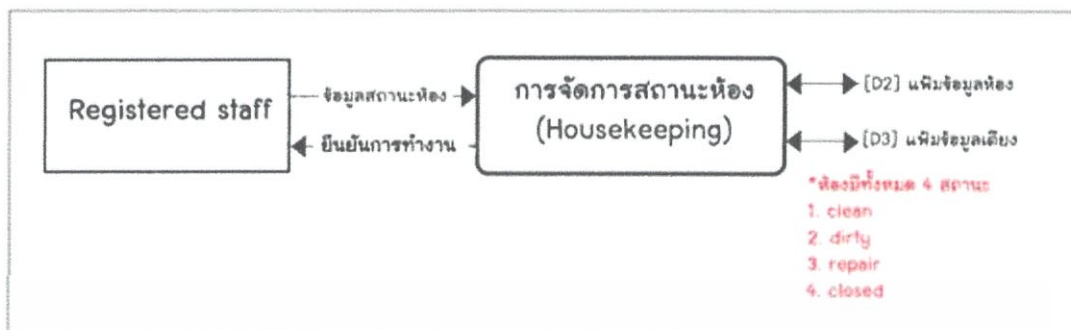 Registered staff
ข้อมูลสถานะห้อง
ยืนยันการทำงาน
การจัดการสถานะห้อง
(Housekeeping)
[D2] แฟ้มข้อมูลห้อง
[D3] แฟ้มข้อมูลเตียง
*ห้องมีทั้งหมด 4 สถานะ
1. clean
2. dirty
3. repair
4. closed